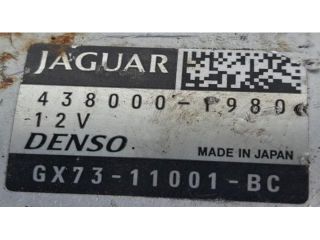 JAGUAR
438000-1980
12V
DENSO
MADE IN JAPAN
GX73-11001-BC